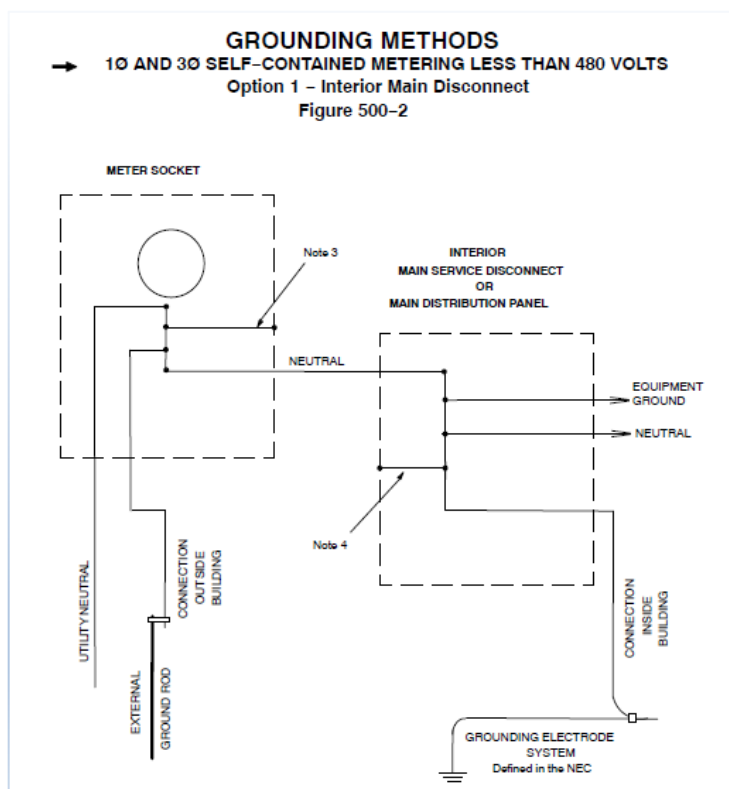 GROUNDING METHODS
1Ø AND 3Ø SELF-CONTAINED METERING LESS THAN 480 VOLTS
Option 1 – Interior Main Disconnect
Figure 500–2
METER SOCKET
Note 3
INTERIOR
MAIN SERVICE DISCONNECT
OR
MAIN DISTRIBUTION PANEL
NEUTRAL
EQUIPMENT
GROUND
NEUTRAL
Note 4
UTILITY NEUTRAL
CONNECTION
OUTSIDE
BUILDING
EXTERNAL
GROUND ROD
CONNECTION
INSIDE
BUILDING
GROUNDING ELECTRODE
SYSTEM
Defined in the NEC